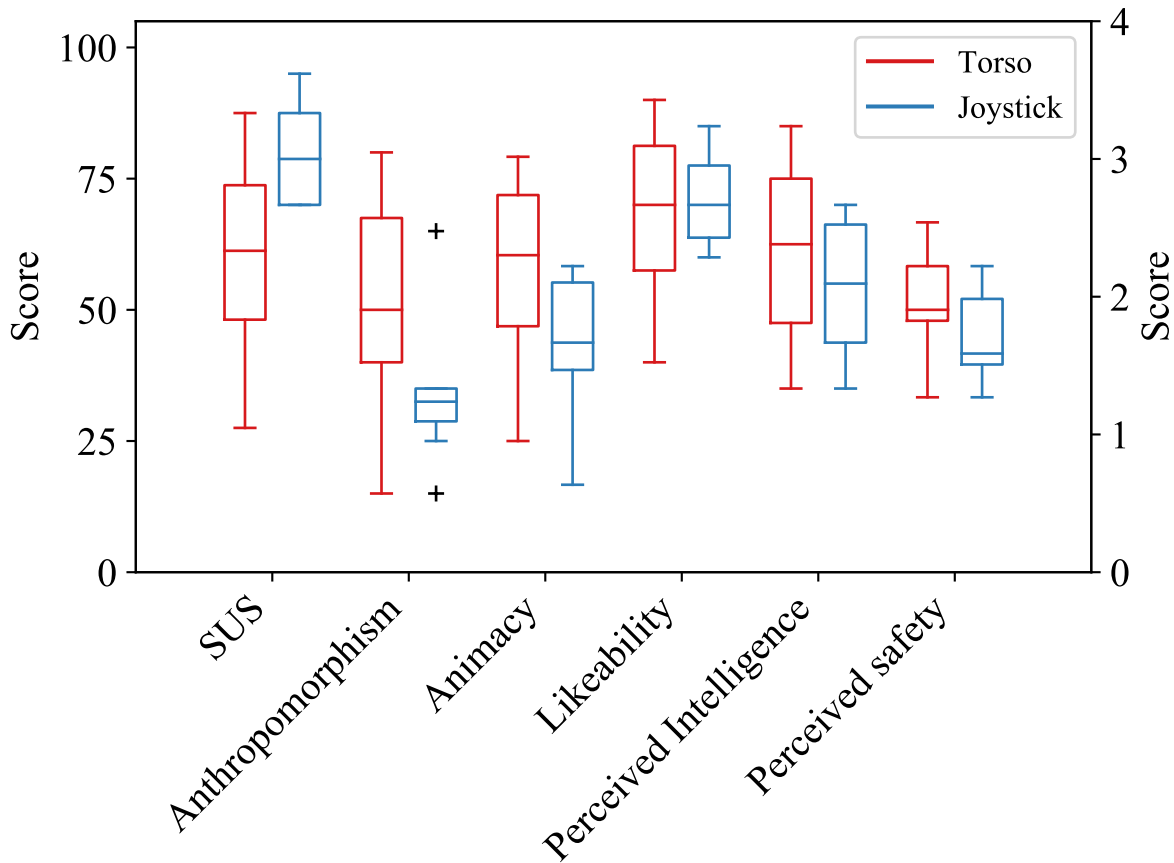 100
75
50
25
0
Score
4
3
2
1
0
Score
Torso
Joystick
SUS
Anthropomorphism
Animacy
Likeability
Perceived Intelligence
Perceived safety